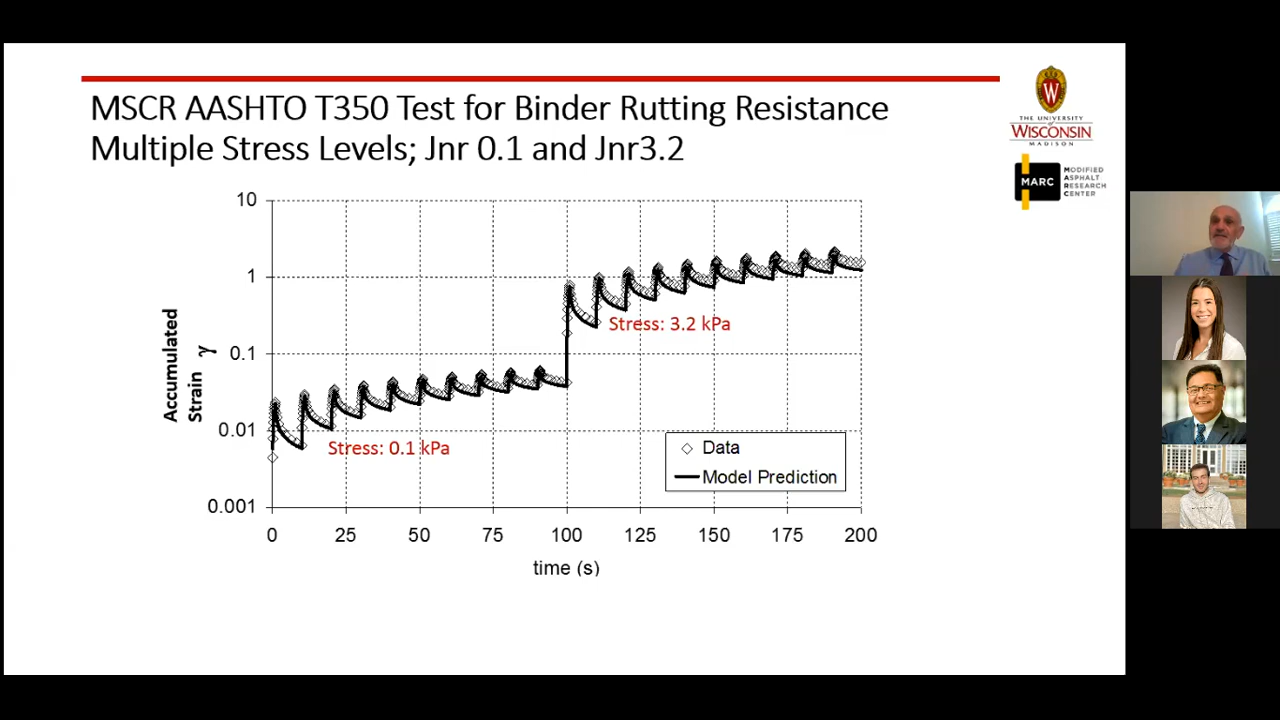 MSCR AASHTO T350 Test for Binder Rutting Resistance
Multiple Stress Levels; Jnr 0.1 and Jnr3.2
THE UNIVERSITY
of
WISCONSIN
MADISON
MARC
MODIFIED
ASPHALT
RESEARCH
CENTER
W
10
1
0.1
0.01
0.001
Accumulated
Strain γ
Stress: 3.2 kPa
Stress: 0.1 kPa
Data
Model Prediction
0 25 50 75 100 125 150 175 200
time (s)